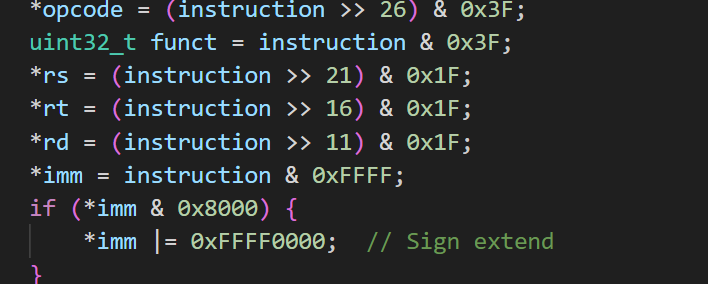 *opcode = (instruction >> 26) & 0x3F;
uint32_t funct = instruction & 0x3F;
*rs = (instruction >> 21) & 0x1F;
*rt = (instruction >> 16) & 0x1F;
*rd = (instruction >> 11) & 0x1F;
*imm = instruction & 0xFFFF;
if (*imm & 0x8000) {
    *imm |= 0xFFFF0000;  // Sign extend
}